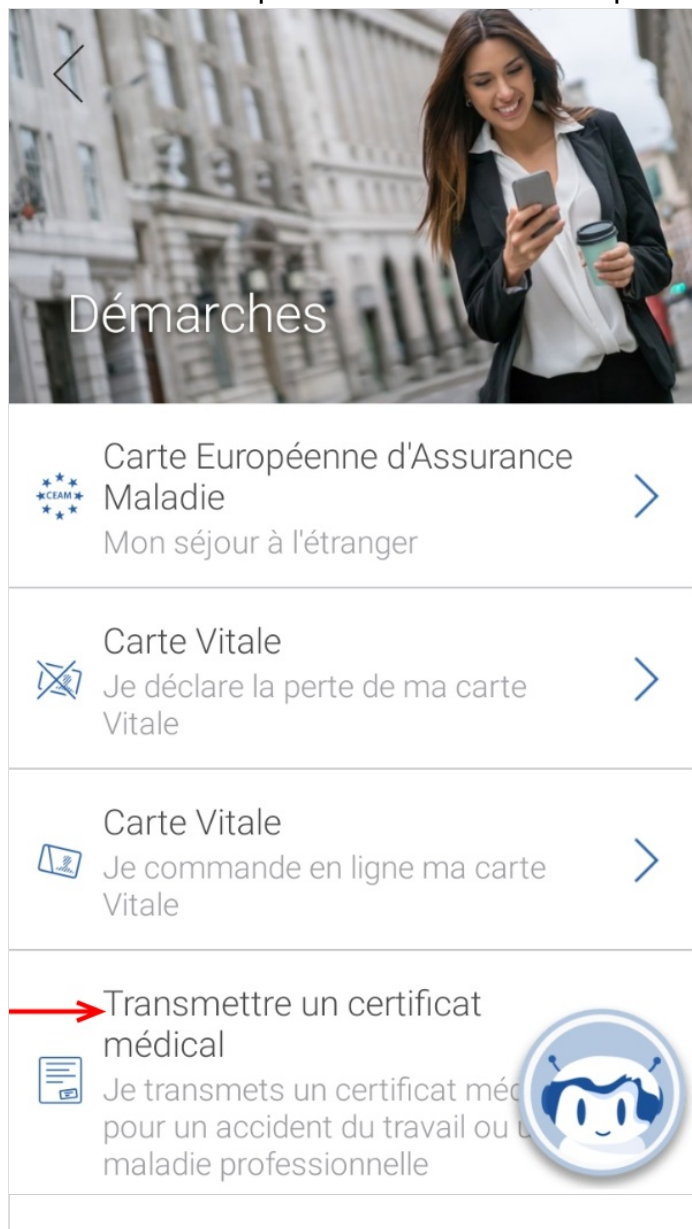 Démarches
Carte Européenne d'Assurance
Maladie
CEAM
Mon séjour à l'étranger
Carte Vitale
Je déclare la perte de ma carte
Vitale
Carte Vitale
Je commande en ligne ma carte
Vitale
Transmettre un certificat
médical
Je transmets un certificat
pour un accident du travail ou
maladie professionnelle